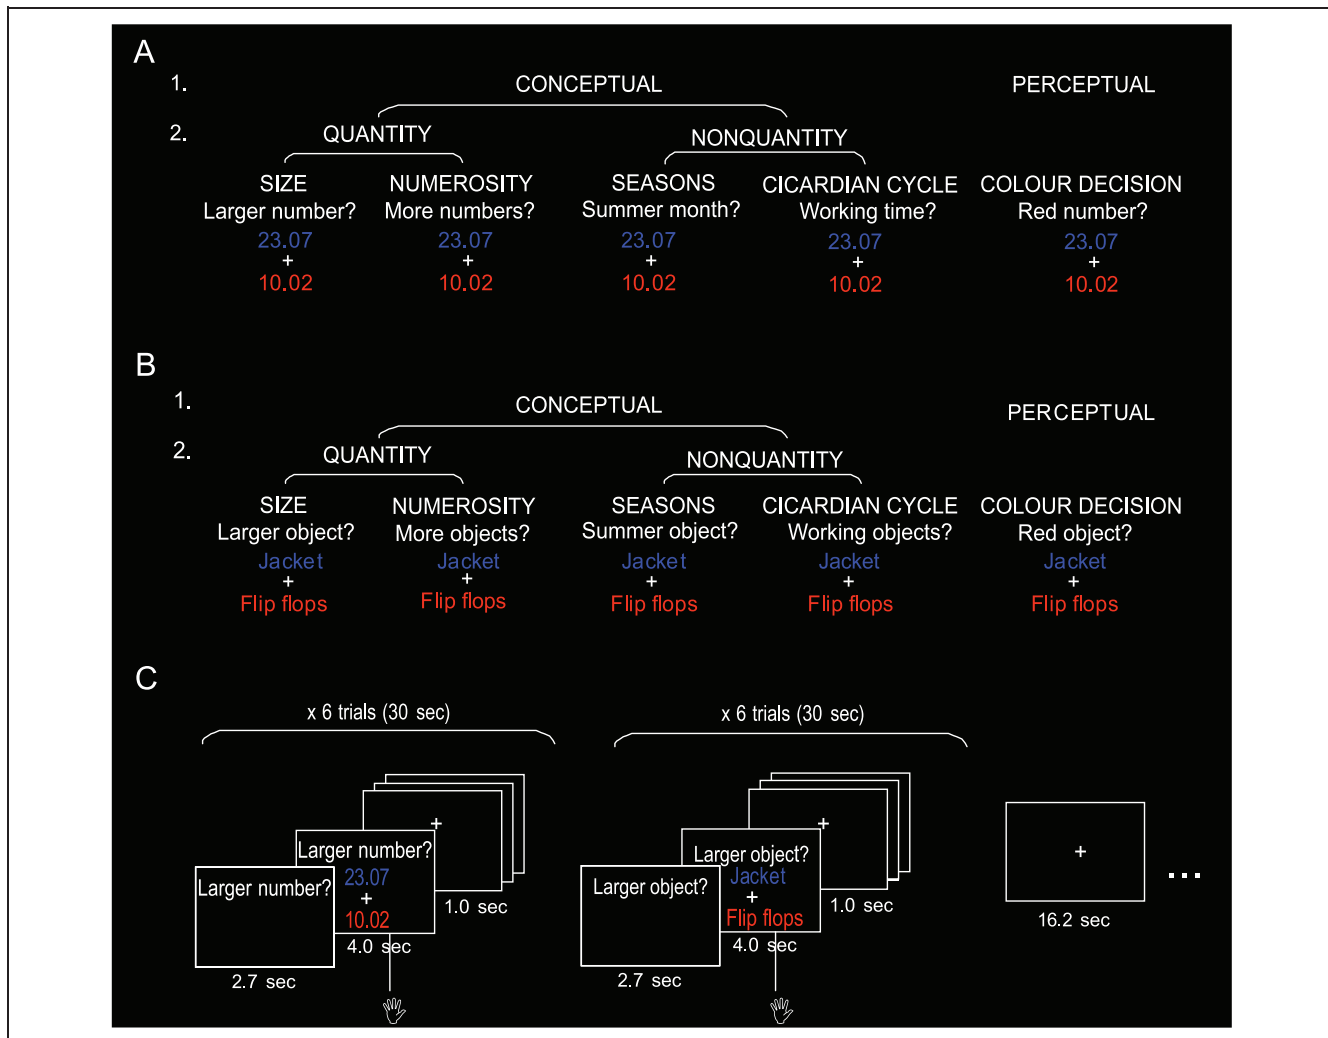 A
1. CONCEPTUAL PERCEPTUAL
2. QUANTITY NONQUANTITY
SIZE NUMEROSITY SEASONS CICARDIAN CYCLE COLOUR DECISION
Larger number? More numbers? Summer month? Working time? Red number?
23.07 23.07 23.07 23.07 23.07
+ + + + +
10.02 10.02 10.02 10.02 10.02
B
1. CONCEPTUAL PERCEPTUAL
2. QUANTITY NONQUANTITY
SIZE NUMEROSITY SEASONS CICARDIAN CYCLE COLOUR DECISION
Larger object? More objects? Summer object? Working objects? Red object?
Jacket Jacket Jacket Jacket Jacket
+ + + + +
Flip flops Flip flops Flip flops Flip flops Flip flops
C
x 6 trials (30 sec) x 6 trials (30 sec)
Larger number?
2.7 sec
Larger number?
23.07
+
10.02
4.0 sec
+
1.0 sec
Larger object?
2.7 sec
Larger object?
Jacket
+
Flip flops
4.0 sec
+
1.0 sec
+
16.2 sec
...